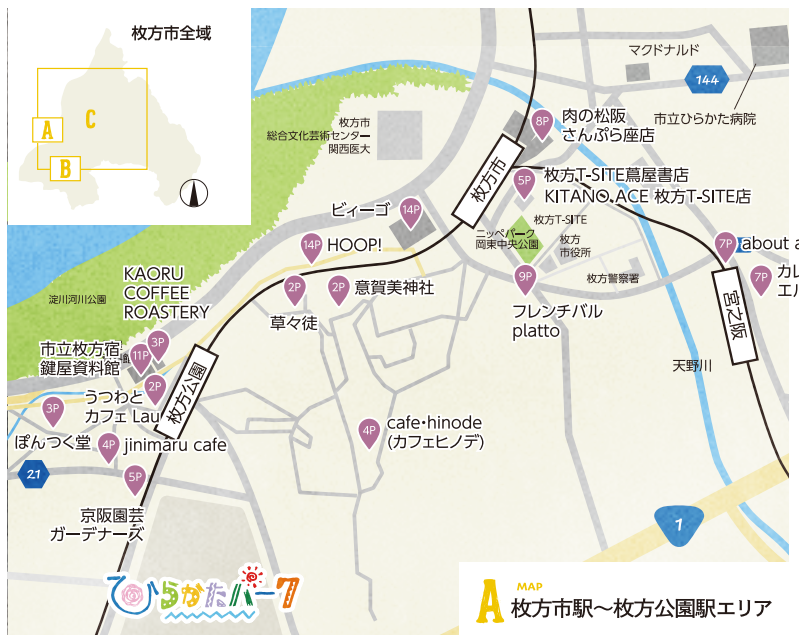 枚方市全域
A
B
C
マクドナルド
144
市立ひらかた病院
枚方市
総合文化芸術センター
関西医大
8P
肉の松阪
さんぷら座店
枚方市
5P
枚方T-SITE蔦屋書店
KITANO ACE 枚方T-SITE店
ビィーゴ
14P
枚方T-SITE
ニッペパーク
岡東中央公園
枚方
市役所
14P
HOOP!
7P
about a
7P
カレ
エル
枚方警察署
9P
フレンチバル
platto
宮之阪
天野川
KAORU
COFFEE
ROASTERY
淀川河川公園
2P
草々徒
2P
意賀美神社
3P
11P
市立枚方宿
鍵屋資料館
2P
うつわと
カフェ Lau
枚方公園
3P
ぽんつく堂
4P
jinimaru cafe
4P
cafe・hinode
(カフェヒノデ)
21
5P
京阪園芸
ガーデナーズ
1
ひらかたパーク
A
MAP
枚方市駅～枚方公園駅エリア